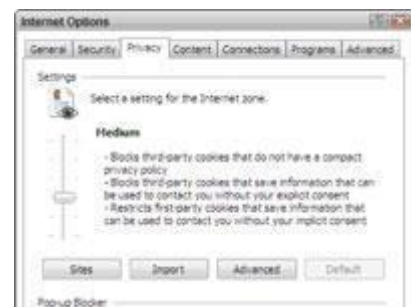 Internet Options
General Security Privacy Content Connections Programs Advanced
Settings
Select a setting for the Internet zone.
Medium
- Blocks third-party cookies that do not have a compact
privacy policy
- Blocks third-party cookies that save information that can
be used to contact you without your explicit consent
- Restricts first-party cookies that save information that
can be used to contact you without your implicit consent
Sites Import Advanced Default
Pop-up Blocker